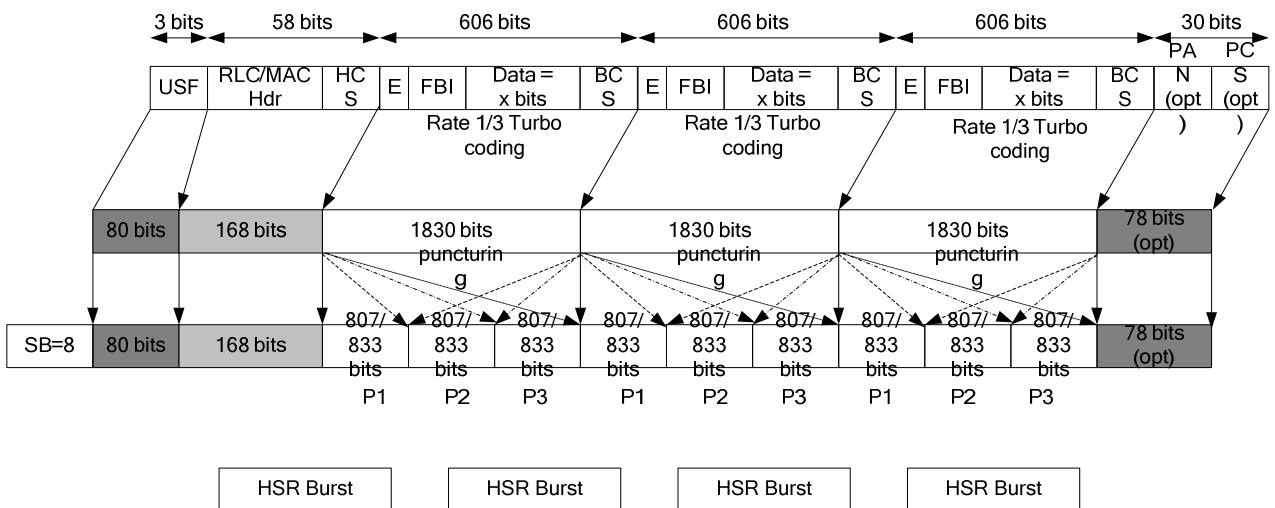 3 bits 58 bits 606 bits 606 bits 606 bits 30 bits
USF RLC/MAC Hdr HC S E FBI Data = x bits BC S E FBI Data = x bits BC S E FBI Data = x bits BC S PA N (opt ) PC S (opt )
Rate 1/3 Turbo coding Rate 1/3 Turbo coding Rate 1/3 Turbo coding
80 bits 168 bits 1830 bits puncturin g 1830 bits puncturin g 1830 bits puncturin g 78 bits (opt)
SB=8 80 bits 168 bits 807/ 833 bits 807/ 833 bits 807/ 833 bits 807/ 833 bits 807/ 833 bits 807/ 833 bits 807/ 833 bits 807/ 833 bits 807/ 833 bits 78 bits (opt)
P1 P2 P3 P1 P2 P3 P1 P2 P3
HSR Burst HSR Burst HSR Burst HSR Burst